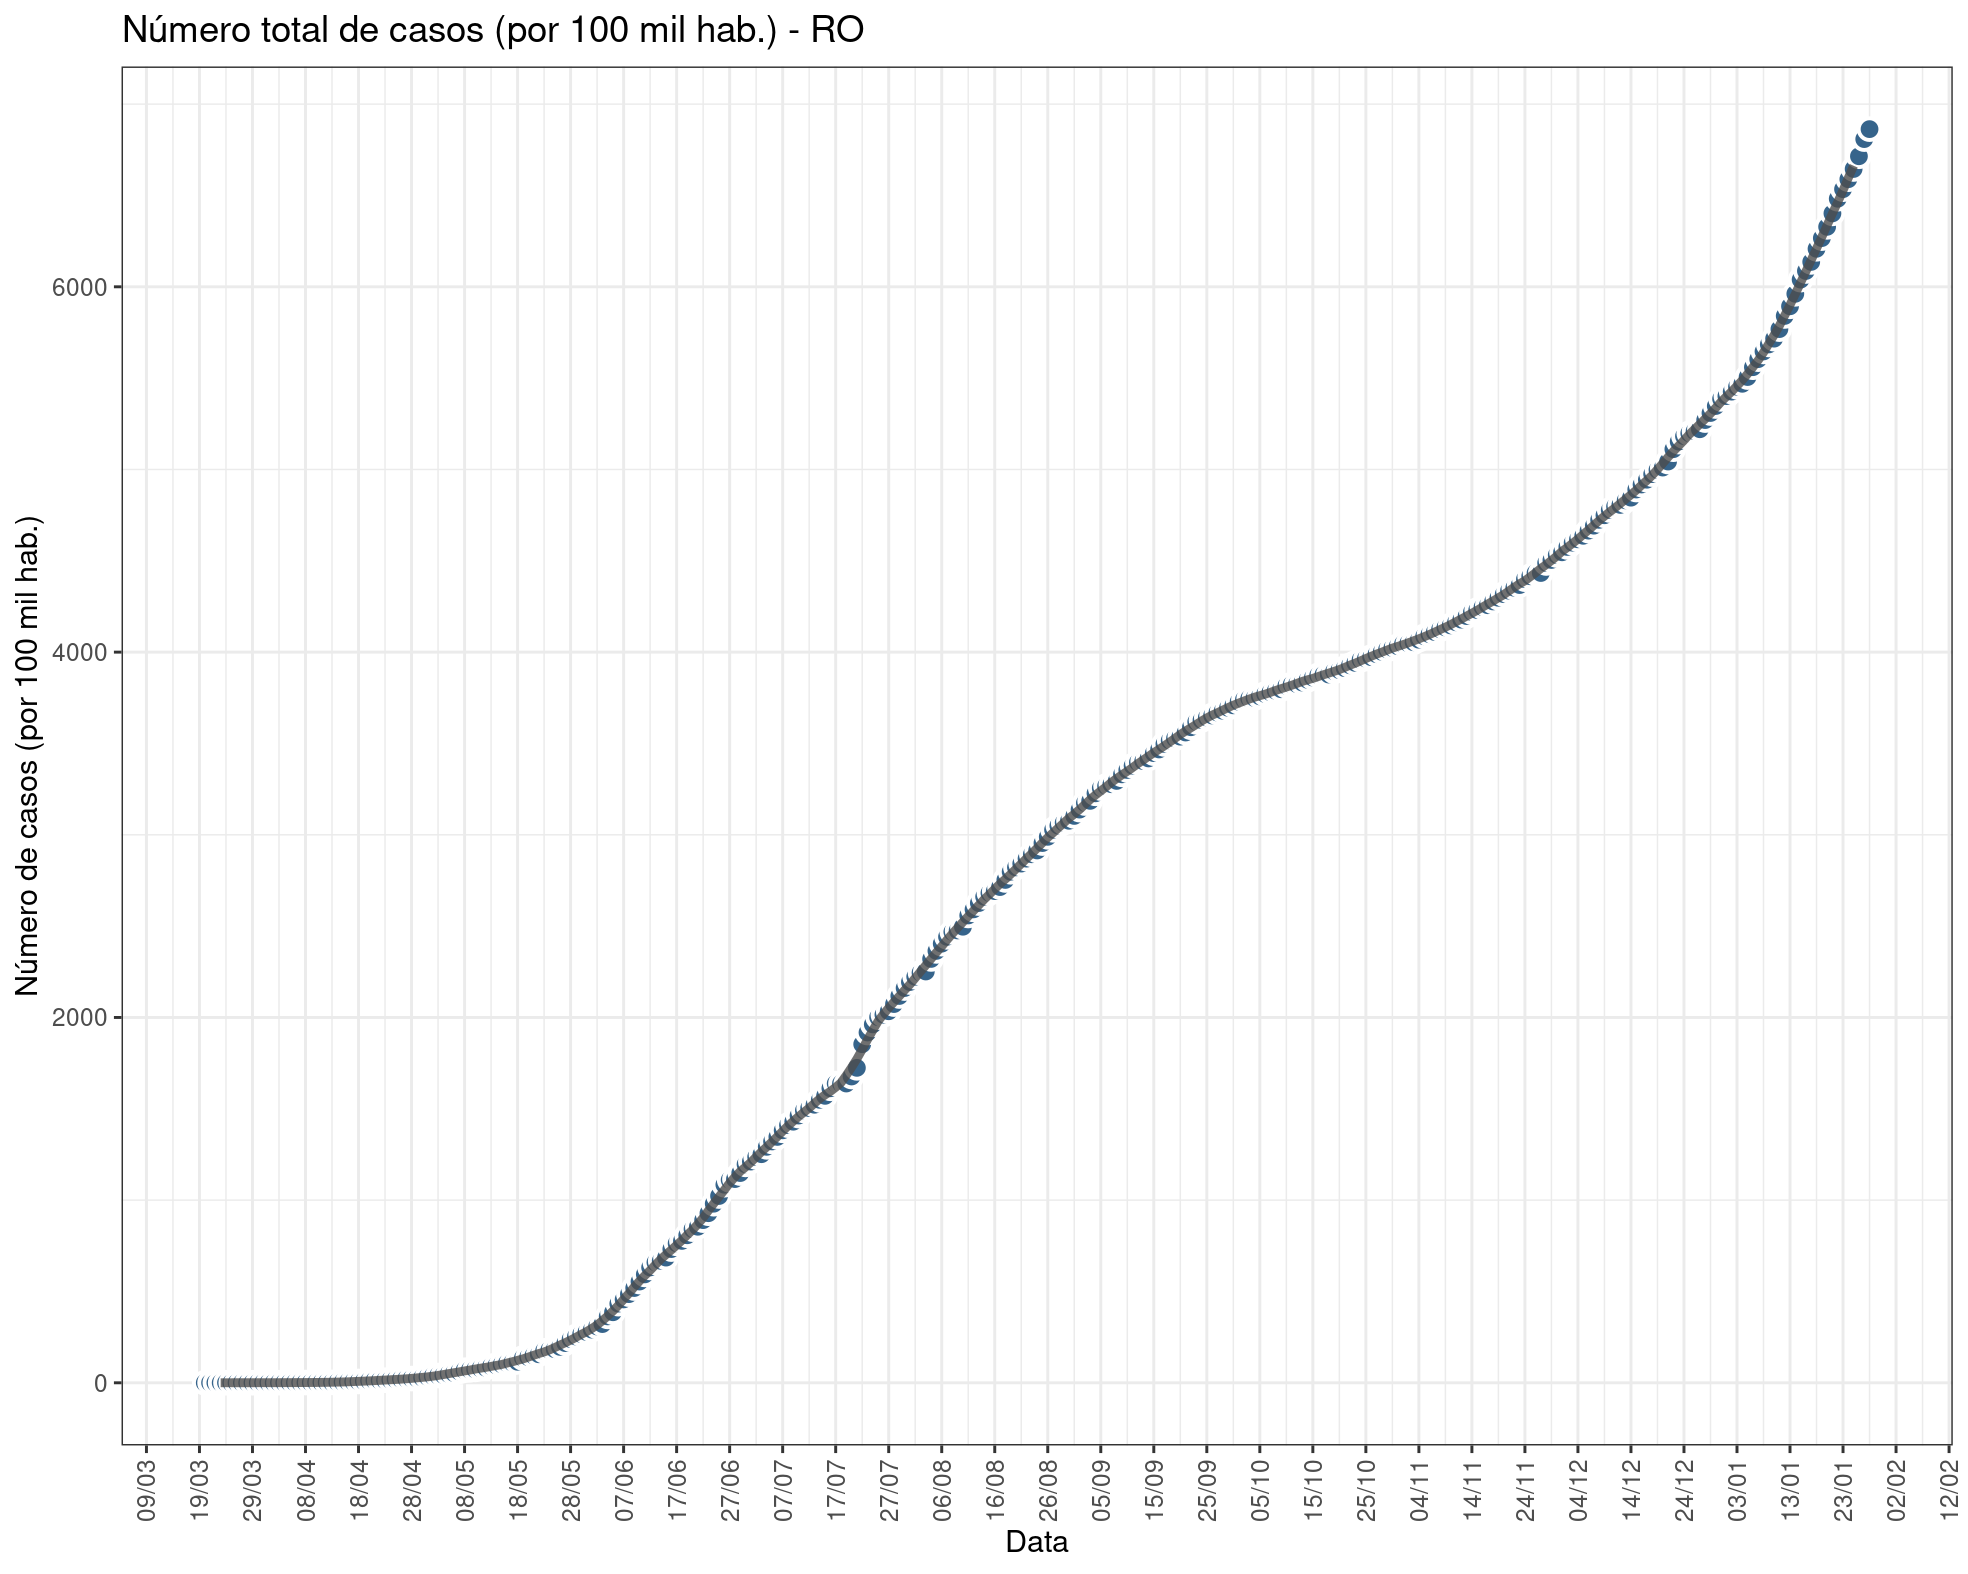 Número total de casos (por 100 mil hab.) - RO
Número de casos (por 100 mil hab.)
6000
4000
2000
0
09/03 19/03 29/03 08/04 18/04 28/04 08/05 18/05 28/05 07/06 17/06 27/06 07/07 17/07 27/07 06/08 16/08 26/08 05/09 15/09 25/09 05/10 15/10 25/10 04/11 14/11 24/11 04/12 14/12 24/12 03/01 13/01 23/01 02/02 12/02
Data